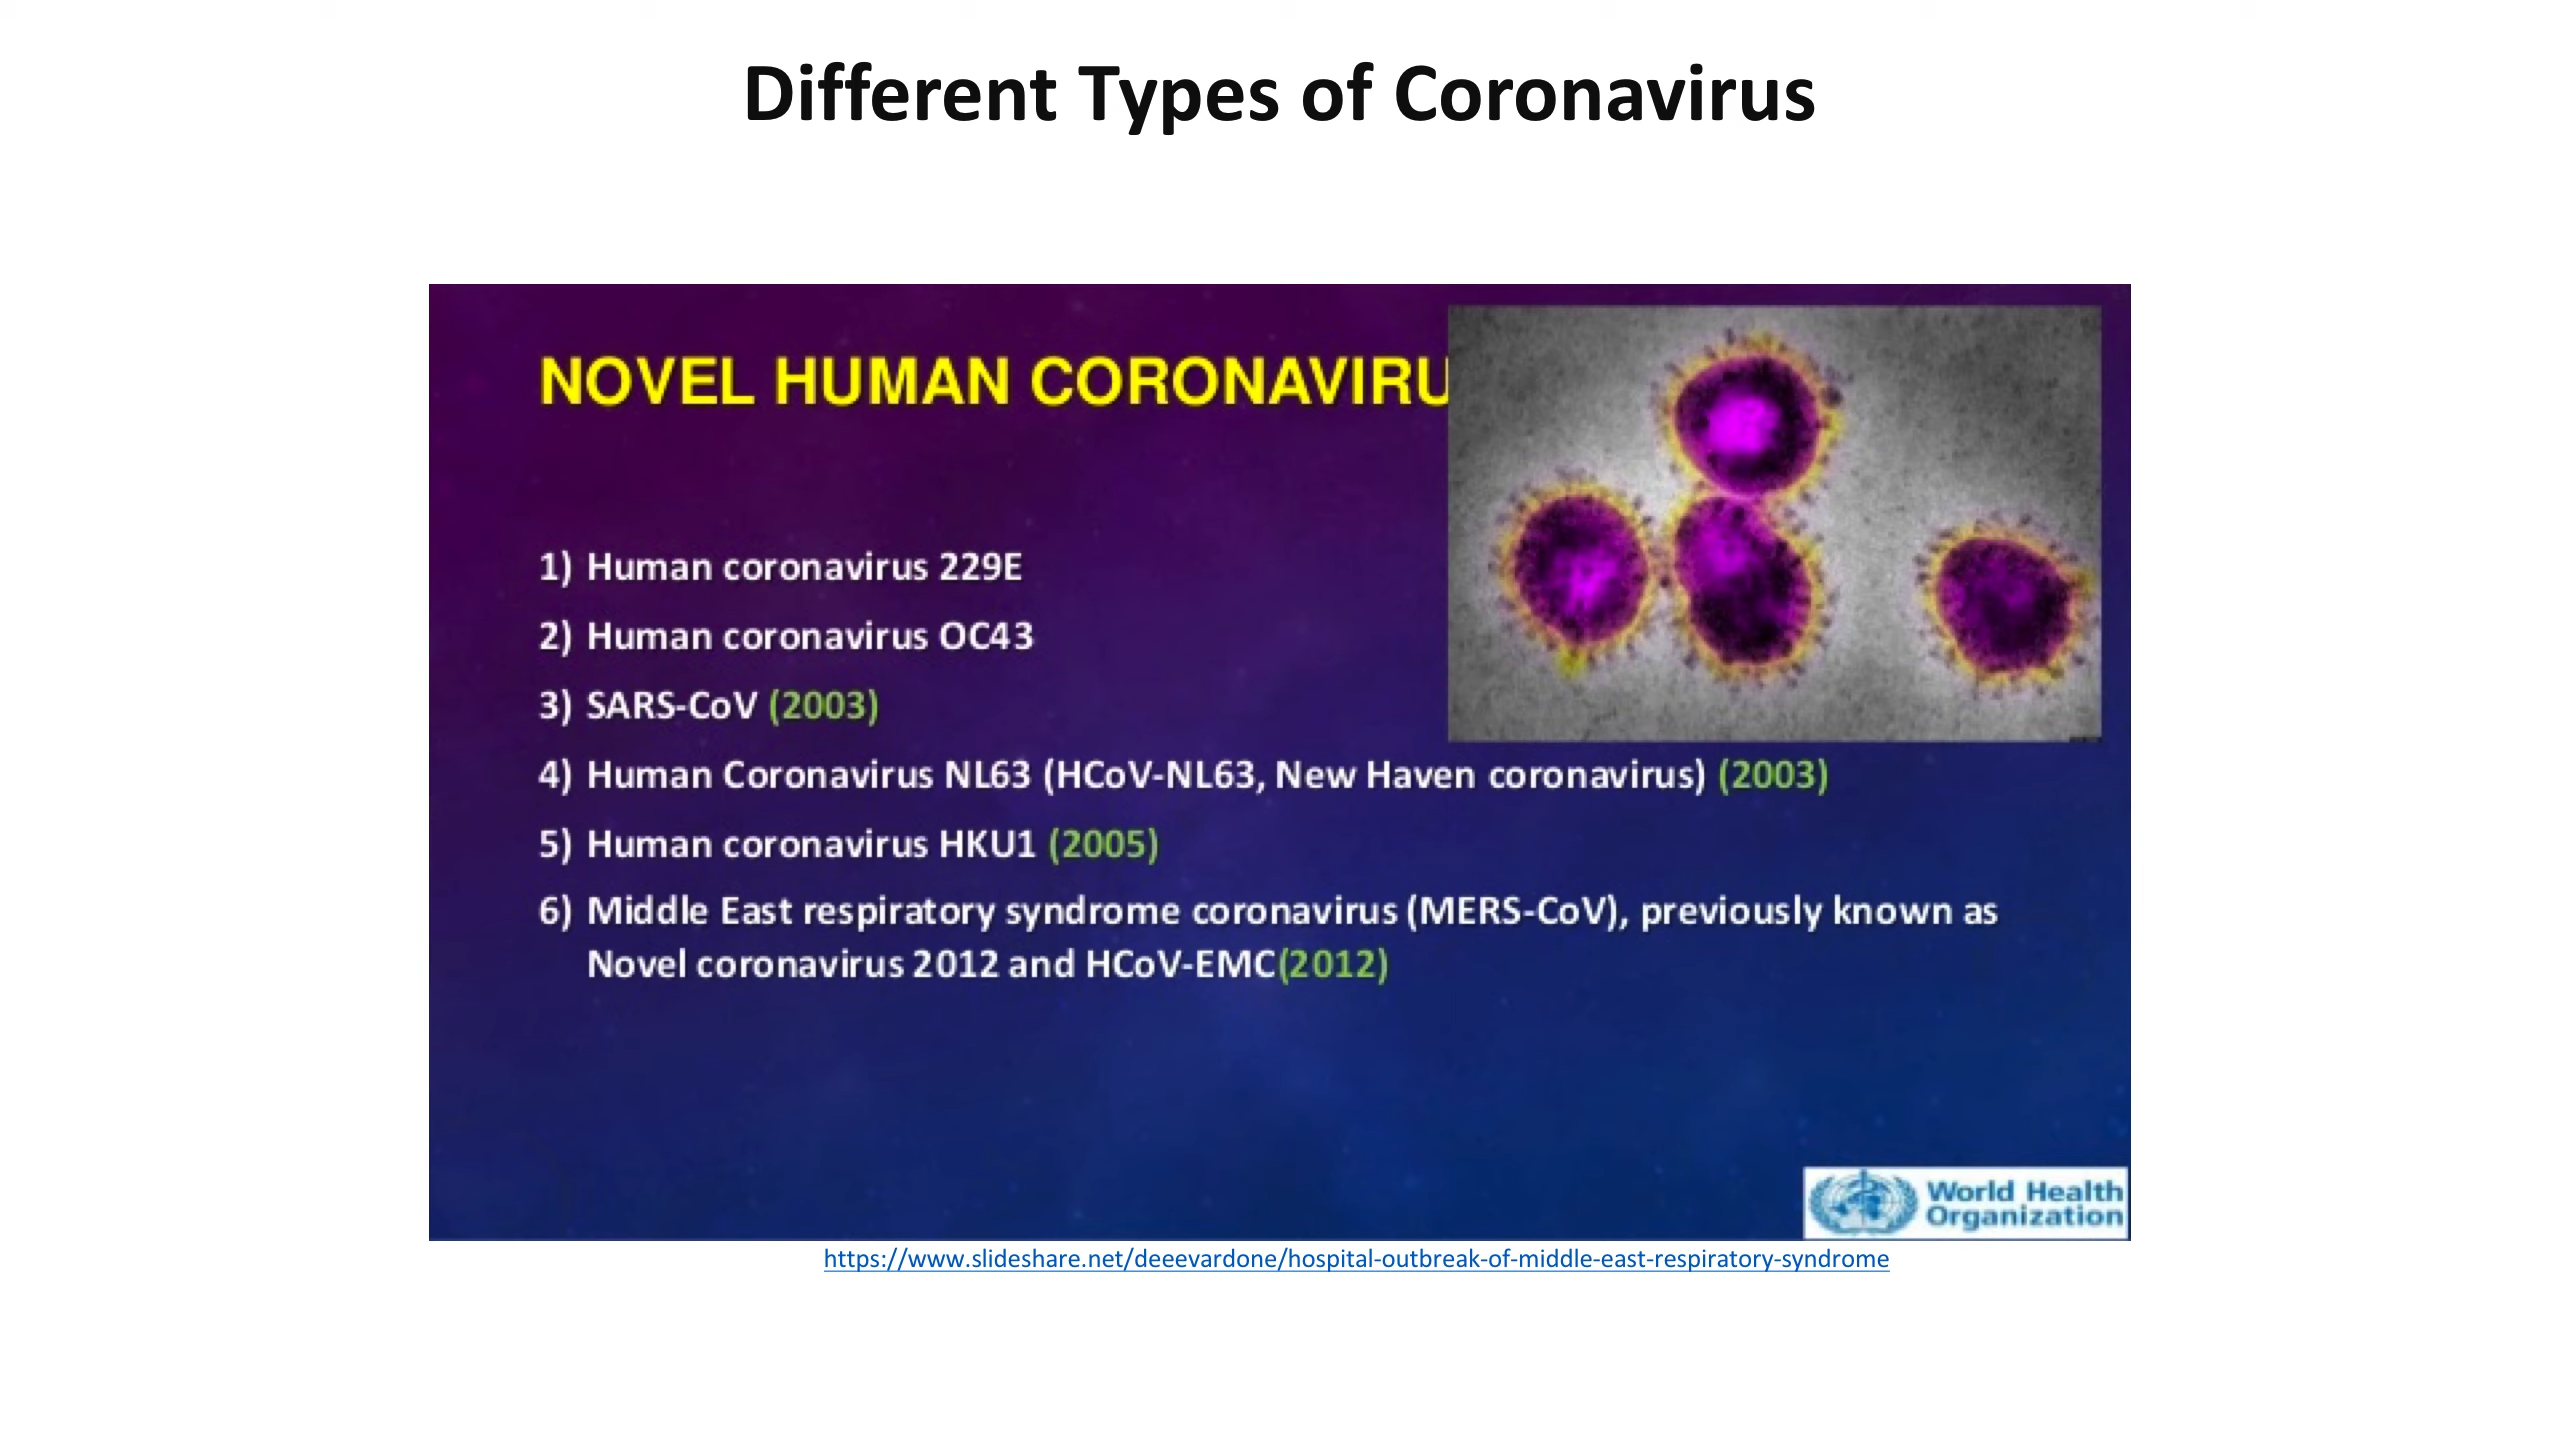 Different Types of Coronavirus
NOVEL HUMAN CORONAVIRU
1) Human coronavirus 229E
2) Human coronavirus OC43
3) SARS-CoV (2003)
4) Human Coronavirus NL63 (HCoV-NL63, New Haven coronavirus) (2003)
5) Human coronavirus HKU1 (2005)
6) Middle East respiratory syndrome coronavirus (MERS-CoV), previously known as
Novel coronavirus 2012 and HCoV-EMC(2012)
World Health
Organization
https://www.slideshare.net/deeevardone/hospital-outbreak-of-middle-east-respiratory-syndrome